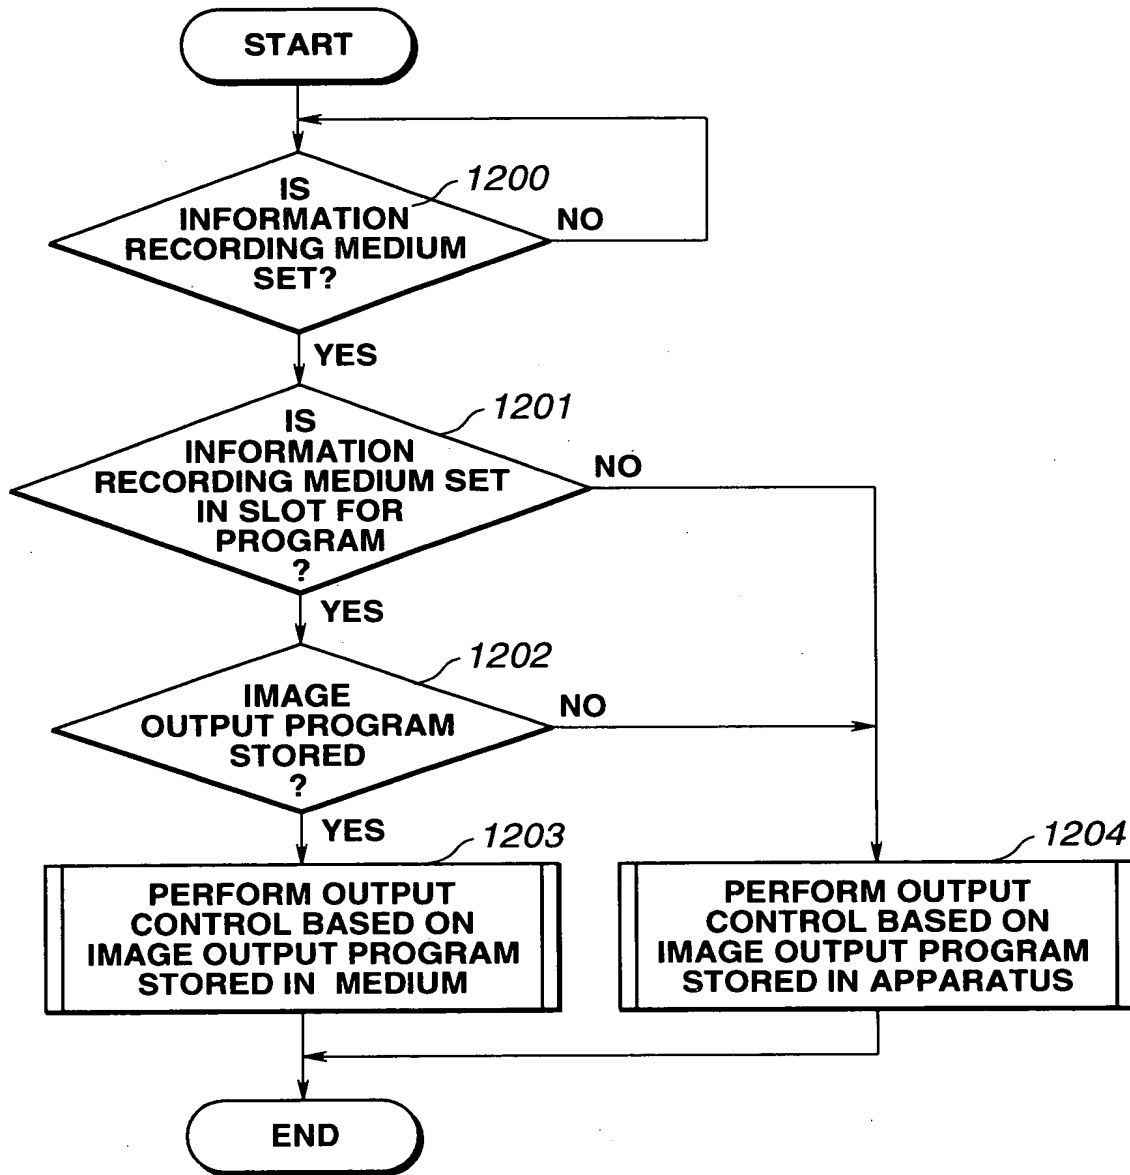 START
1200
IS
INFORMATION
RECORDING MEDIUM
SET?
NO
YES
1201
IS
INFORMATION
RECORDING MEDIUM SET
IN SLOT FOR
PROGRAM
?
NO
YES
1202
IMAGE
OUTPUT PROGRAM
STORED
?
NO
YES
1203
PERFORM OUTPUT
CONTROL BASED ON
IMAGE OUTPUT PROGRAM
STORED IN MEDIUM
1204
PERFORM OUTPUT
CONTROL BASED ON
IMAGE OUTPUT PROGRAM
STORED IN APPARATUS
END